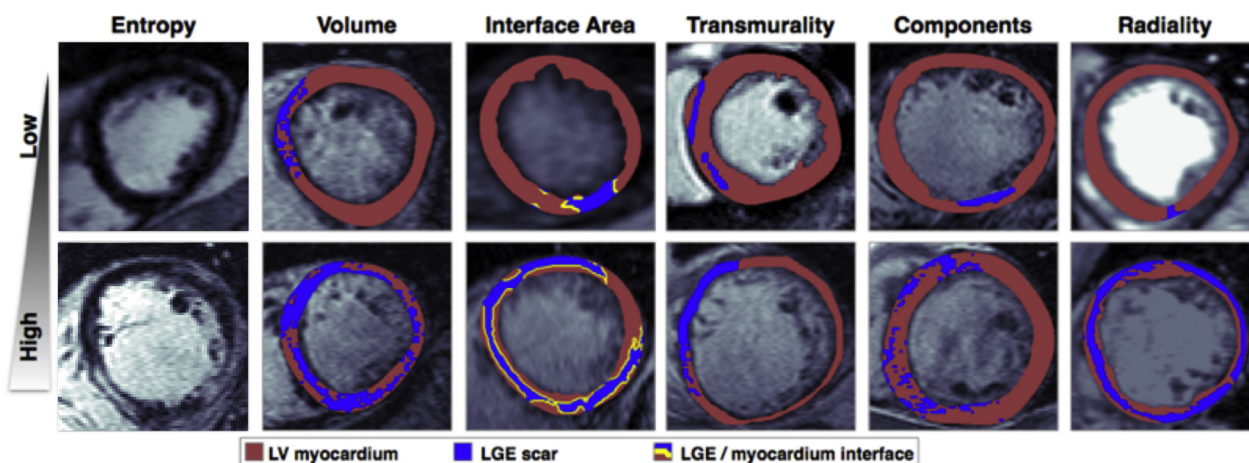 Entropy Volume Interface Area Transmurality Components Radiality
Low
High
LV myocardium LGE scar LGE / myocardium interface